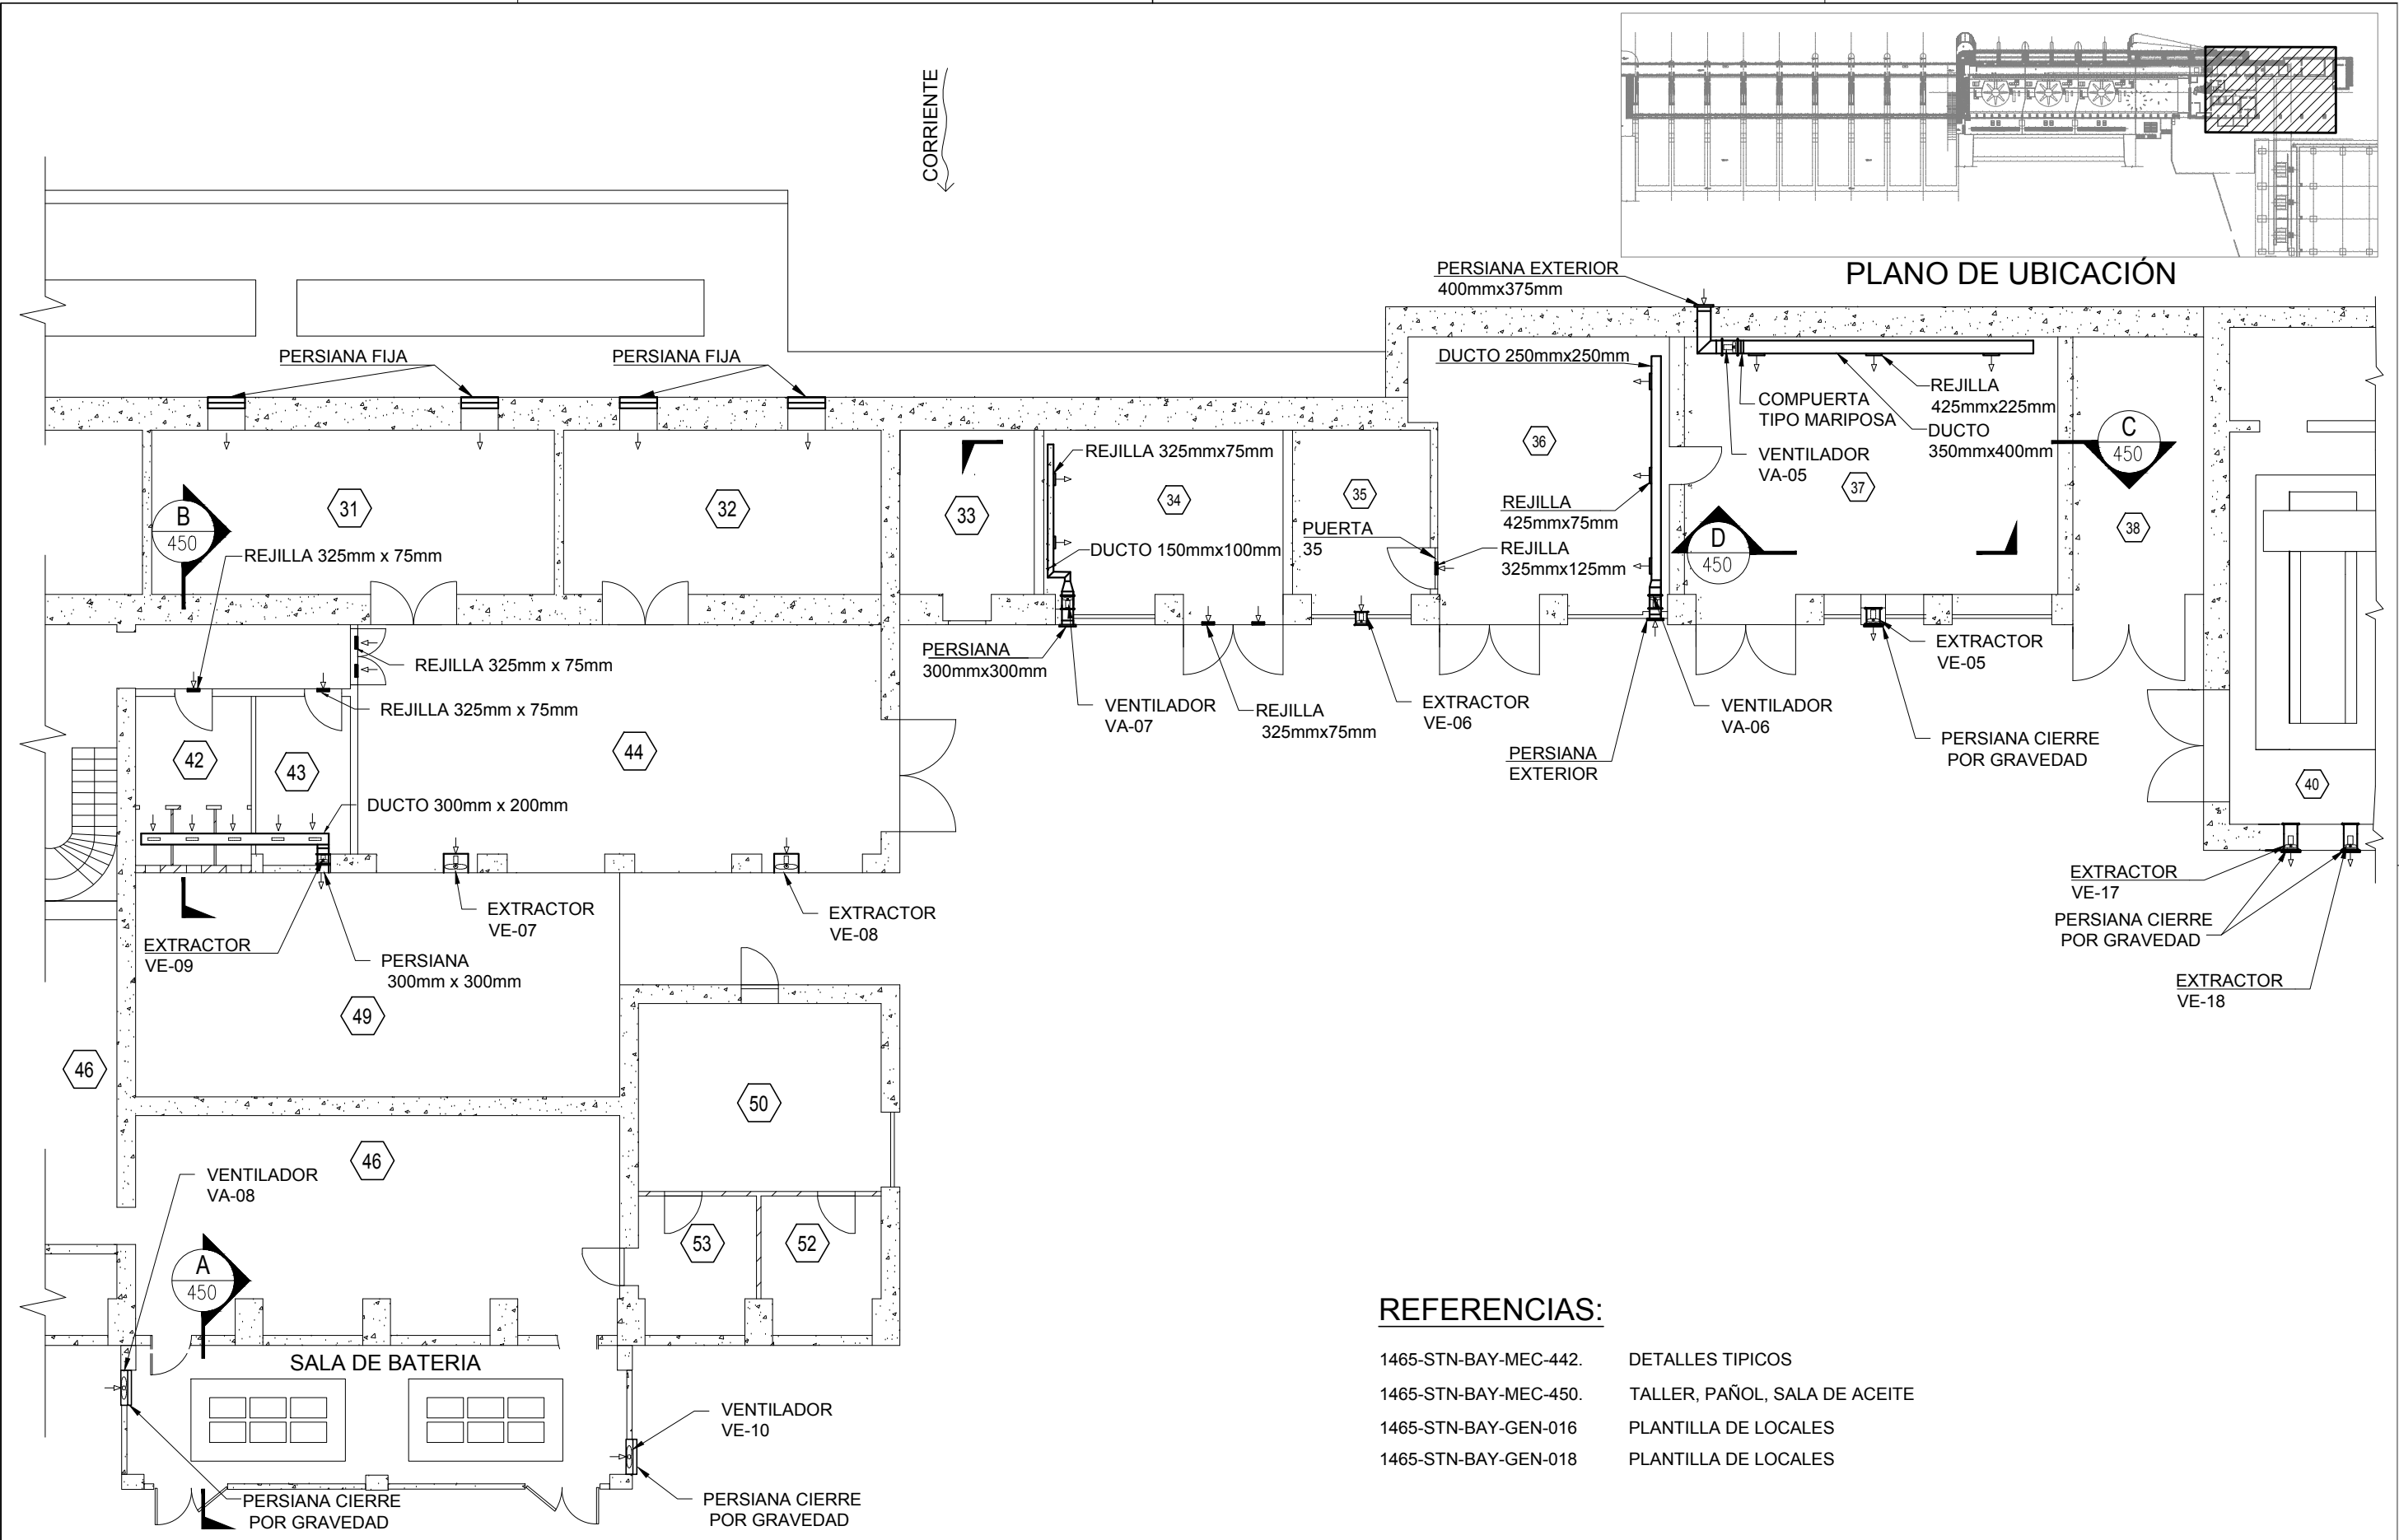 CORRIENTE
PLANO DE UBICACIÓN
PERSIANA EXTERIOR
400mmx375mm
PERSIANA FIJA
PERSIANA FIJA
DUCTO 250mmx250mm
REJILLA
425mmx225mm
COMPUERTA
TIPO MARIPOSA
DUCTO
350mmx400mm
VENTILADOR
VA-05
C
450
REJILLA 325mmx75mm
36
37
38
31
32
33
34
35
B
450
REJILLA 325mm x 75mm
DUCTO 150mmx100mm
PUERTA
35
REJILLA
425mmx75mm
REJILLA
325mmx125mm
D
450
REJILLA 325mm x 75mm
REJILLA 325mm x 75mm
PERSIANA
300mmx300mm
VENTILADOR
VA-07
REJILLA
325mmx75mm
EXTRACTOR
VE-06
PERSIANA
EXTERIOR
VENTILADOR
VA-06
EXTRACTOR
VE-05
PERSIANA CIERRE
POR GRAVEDAD
40
42
43
44
DUCTO 300mm x 200mm
EXTRACTOR
VE-09
PERSIANA
300mm x 300mm
EXTRACTOR
VE-07
EXTRACTOR
VE-08
EXTRACTOR
VE-17
PERSIANA CIERRE
POR GRAVEDAD
EXTRACTOR
VE-18
49
46
50
46
53
52
VENTILADOR
VA-08
A
450
SALA DE BATERIA
VENTILADOR
VE-10
PERSIANA CIERRE
POR GRAVEDAD
PERSIANA CIERRE
POR GRAVEDAD
REFERENCIAS:
1465-STN-BAY-MEC-442. DETALLES TIPICOS
1465-STN-BAY-MEC-450. TALLER, PAÑOL, SALA DE ACEITE
1465-STN-BAY-GEN-016 PLANTILLA DE LOCALES
1465-STN-BAY-GEN-018 PLANTILLA DE LOCALES